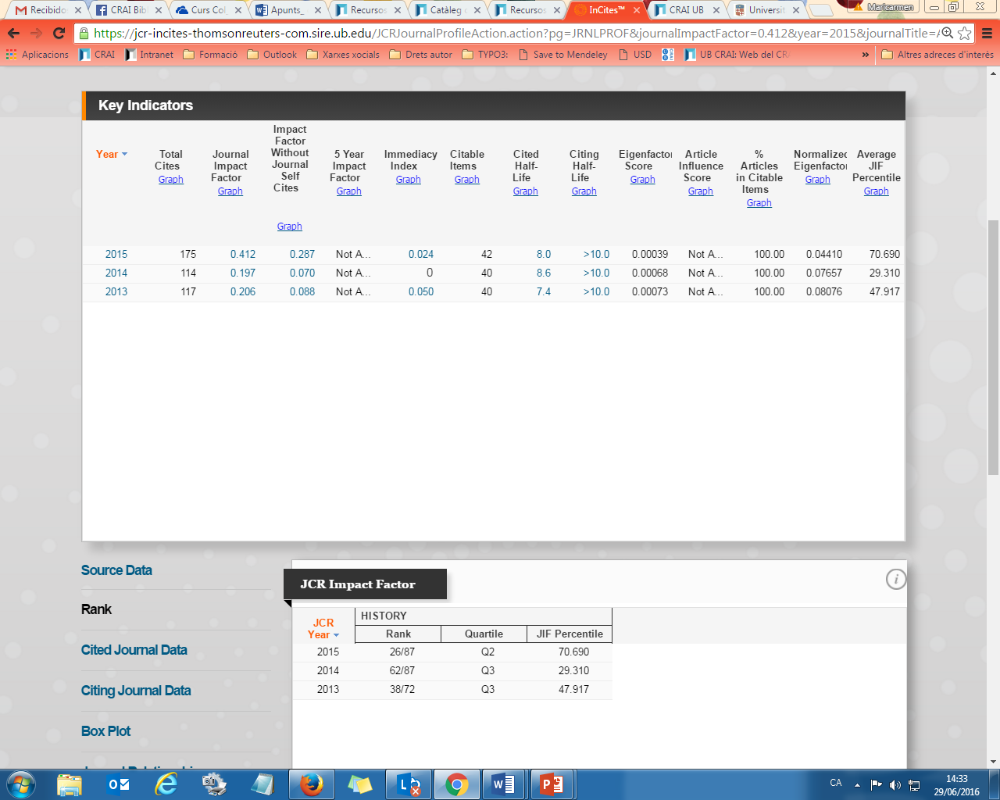 Recibido
CRAI Bib
Curs Col
Apunts_
Recursos
Catàleg
Recursos
InCites™
CRAI UB
Universit
Maricarmen
https://jcr-incites-thomsonreuters-com.sire.ub.edu/JCRJournalProfileAction.action?pg=JRNLPROF&journalImpactFactor=0.412&year=2015&journalTitle=A
Aplicacions CRAI Intranet Formació Outlook Xarxes xocials Drets autor TYPO3: Save to Mendeley USD UB CRAI: Web del CR » Altres adreces d'interès
Key Indicators
Year
Total Cites Graph
Journal Impact Factor Graph
Impact Factor Without Journal Self Cites Graph
5 Year Impact Factor Graph
Immediacy Index Graph
Citable Items Graph
Cited Half-Life Graph
Citing Half-Life Graph
Eigenfactor Score Graph
Article Influence Score Graph
% Articles in Citable Items Graph
Normalized Eigenfactor Graph
Average JIF Percentile Graph
2015 175 0.412 0.287 Not A... 0.024 42 8.0 >10.0 0.00039 Not A... 100.00 0.04410 70.690
2014 114 0.197 0.070 Not A... 0 40 8.6 >10.0 0.00068 Not A... 100.00 0.07657 29.310
2013 117 0.206 0.088 Not A... 0.050 40 7.4 >10.0 0.00073 Not A... 100.00 0.08076 47.917
Source Data
Rank
Cited Journal Data
Citing Journal Data
Box Plot
JCR Impact Factor
i
JCR Year
HISTORY
Rank Quartile JIF Percentile
2015 26/87 Q2 70.690
2014 62/87 Q3 29.310
2013 38/72 Q3 47.917
CA
14:33
29/06/2016